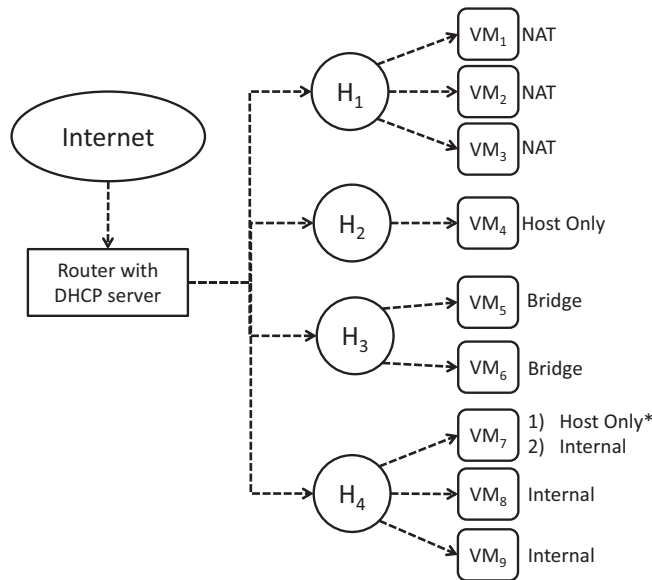 VM1 NAT
VM2 NAT
VM3 NAT
H1
Internet
Router with
DHCP server
H2
VM4 Host Only
H3
VM5 Bridge
VM6 Bridge
H4
VM7
1) Host Only*
2) Internal
VM8 Internal
VM9 Internal